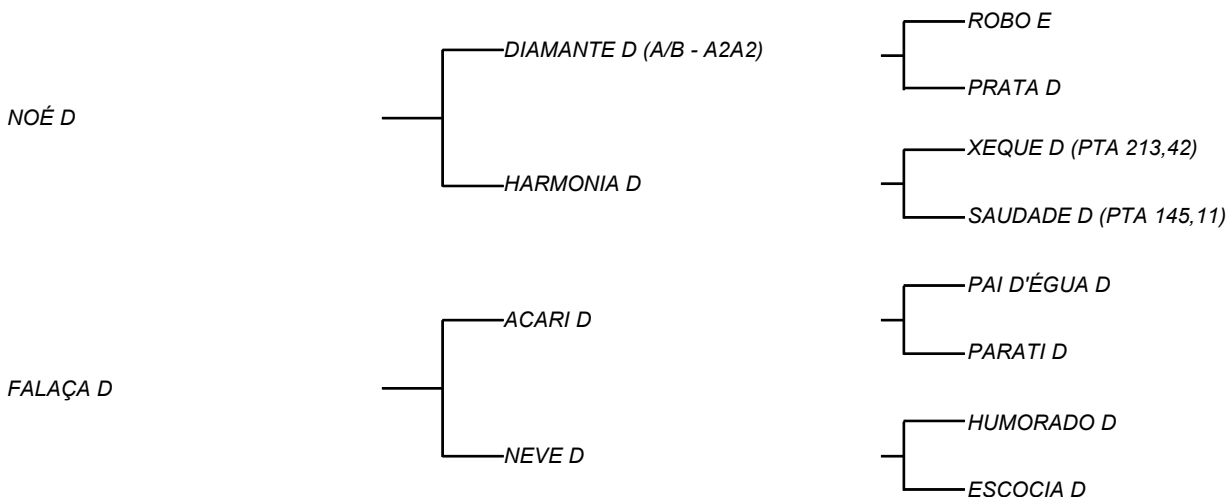 ROBO E
DIAMANTE D (A/B - A2A2)
PRATA D
NOÉ D
XEQUE D (PTA 213,42)
HARMONIA D
SAUDADE D (PTA 145,11)
PAI D'ÉGUA D
ACARI D
PARATI D
FALAÇA D
HUMORADO D
NEVE D
ESCOCIA D